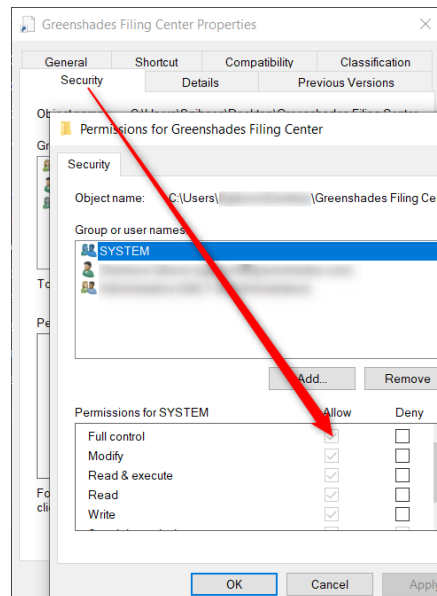 Greenshades Filing Center Properties
General Shortcut Compatibility Classification
Security Details Previous Versions
Permissions for Greenshades Filing Center
Security
Object name: C:\Users\ \Greenshades Filing Ce
Group or user names:
SYSTEM
Add... Remove
Permissions for SYSTEM Allow Deny
Full control
Modify
Read & execute
Read
Write
OK Cancel Apply